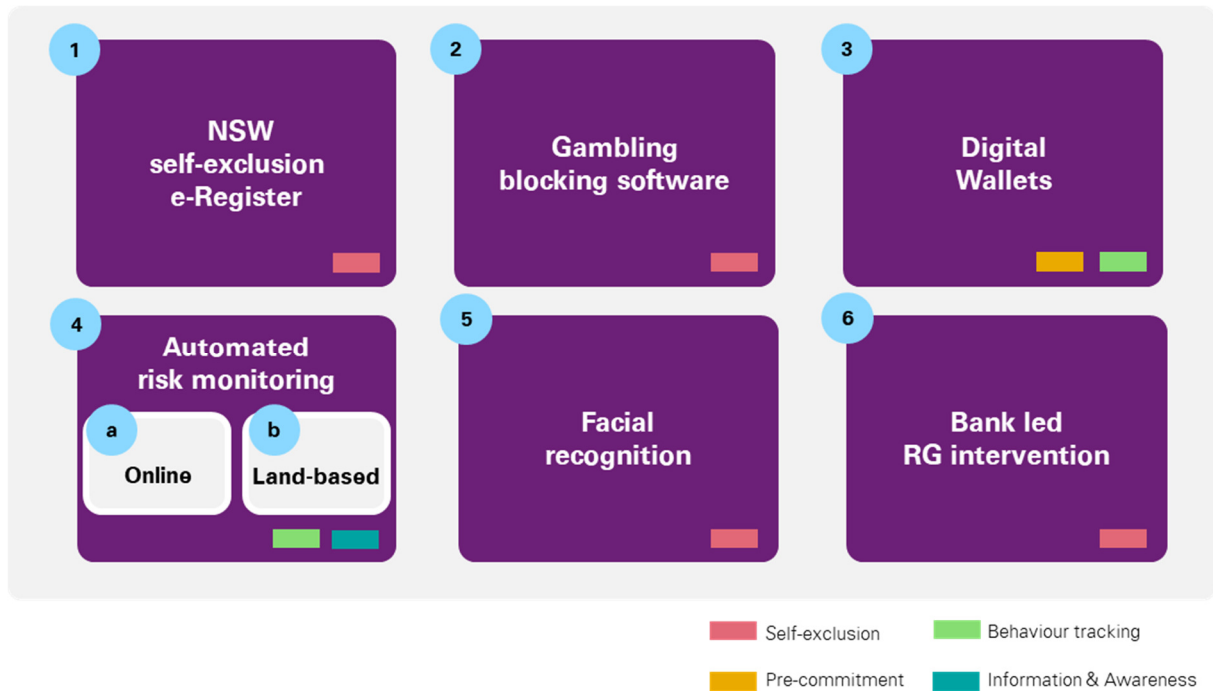 1
NSW
self-exclusion
e-Register
2
Gambling
blocking software
3
Digital
Wallets
4
Automated
risk monitoring
a
Online
b
Land-based
5
Facial
recognition
6
Bank led
RG intervention
Self-exclusion
Behaviour tracking
Pre-commitment
Information & Awareness